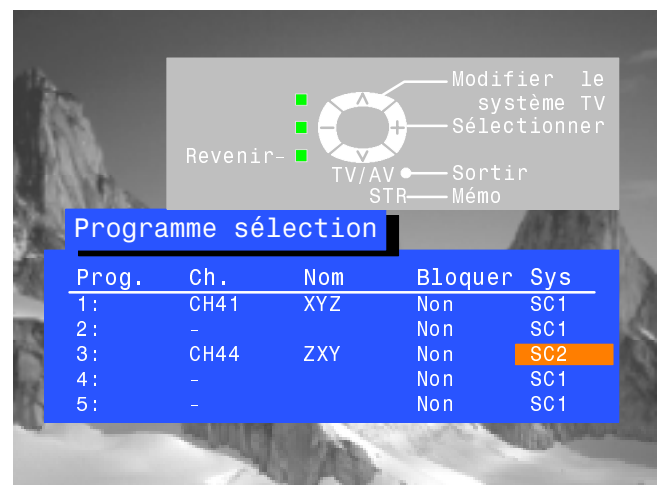 Modifier le
système TV
Sélectionner
Revenir-
TV/AV Sortir
STR Mémo
Programme sélection
Prog. Ch. Nom Bloquer Sys
1: CH41 XYZ Non SC1
2: – Non SC1
3: CH44 ZXY Non SC2
4: – Non SC1
5: – Non SC1